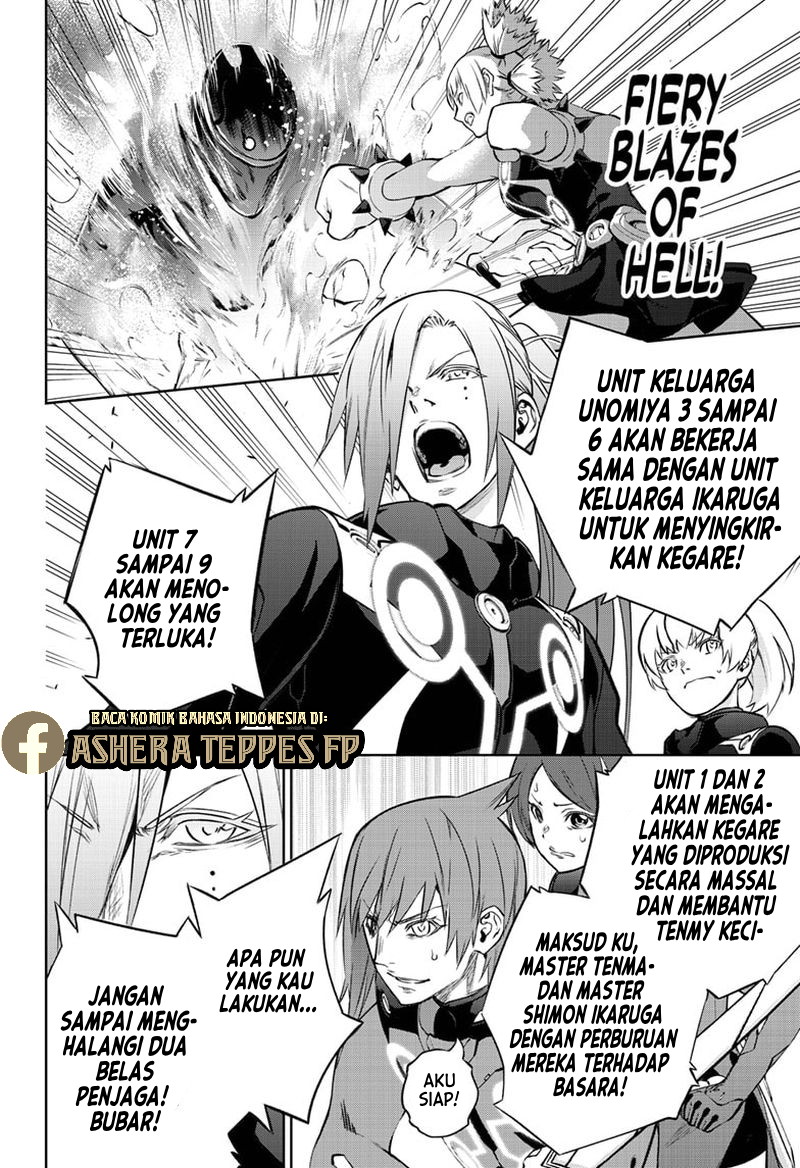 FIERY
BLAZES
OF
HELL!
UNIT KELUARGA
UNOMIYA 3 SAMPAI
6 AKAN BEKERJA
SAMA DENGAN UNIT
KELUARGA IKARUGA
UNTUK MENYINGKIR-
KAN KEGARE!
UNIT 7
SAMPAI 9
AKAN MENO-
LONG YANG
TERLUKA!
BACA KOMIK BAHASA INDONESIA DI:
f ASHERA TEPPES FP
UNIT 1 DAN 2
AKAN MENGA-
LAHKAN KEGARE
YANG DIPRODUKSI
SECARA MASSAL
DAN MEMBANTU
TENMY KECI-
MAKSUD KU,
MASTER TENMA-
DAN MASTER
SHIMON IKARUGA
DENGAN PERBURUAN
MEREKA TERHADAP
BASARA!
AKU
SIAP!
APA PUN
YANG KAU
LAKUKAN...
JANGAN
SAMPAI MENG-
HALANGI DUA
BELAS
PENJAGA!
BUBAR!